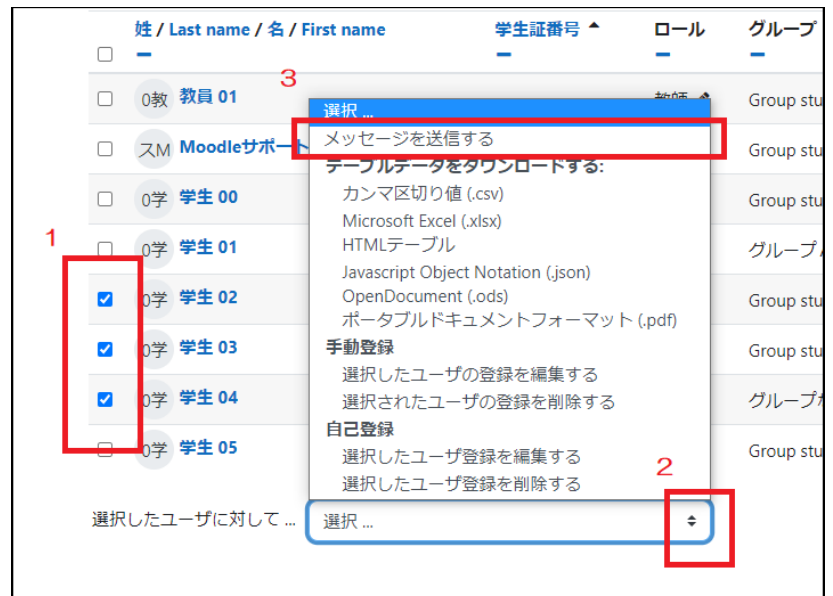 姓 / Last name / 名 / First name 学生証番号 ロール グループ
3
0教 教員 01 教師 Group stu
選択 ...
メッセージを送信する
スM Moodleサポート Group stu
テーブルデータをダウンロードする:
カンマ区切り値 (.csv)
0学 学生 00 Group stu
Microsoft Excel (.xlsx)
1
HTMLテーブル
0学 学生 01 グループ
Javascript Object Notation (.json)
OpenDocument (.ods)
0学 学生 02 Group stu
ポータブルドキュメントフォーマット (.pdf)
手動登録
0学 学生 03 Group stu
選択したユーザの登録を編集する
選択されたユーザの登録を削除する
0学 学生 04 グループ
自己登録
0学 学生 05 Group stu
選択したユーザ登録を編集する
2
選択したユーザ登録を削除する
選択したユーザに対して ... 選択 ...